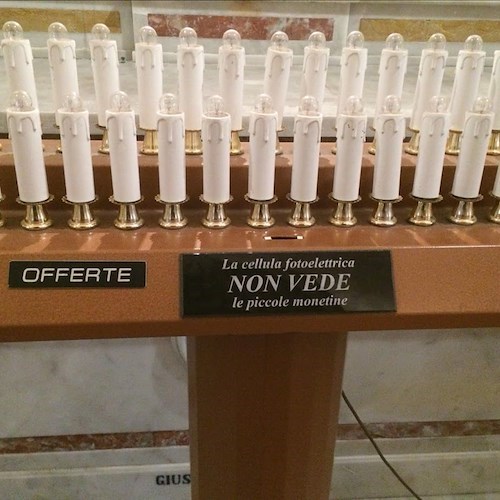 OFFERTE
La cellula fotoelettrica
NON VEDE
le piccole monetine
GIUS